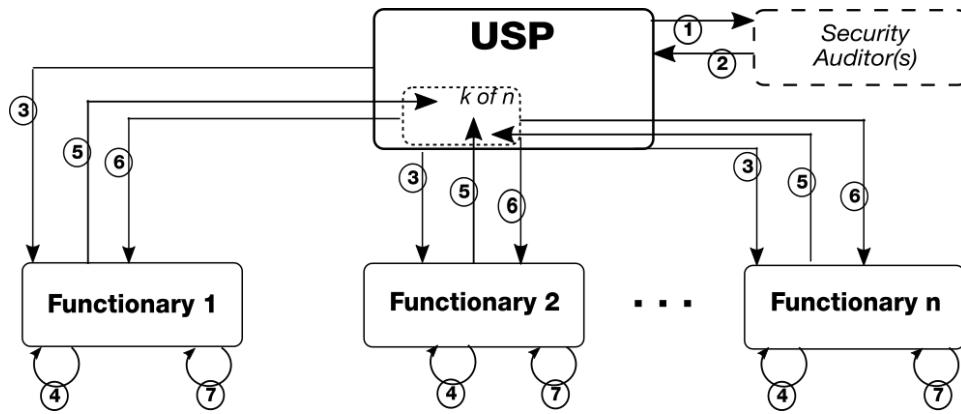 USP
1
Security
Auditor(s)
2
k of n
3
5
6
3
5
6
3
5
6
Functionary 1
Functionary 2
. . .
Functionary n
4
7
4
7
4
7